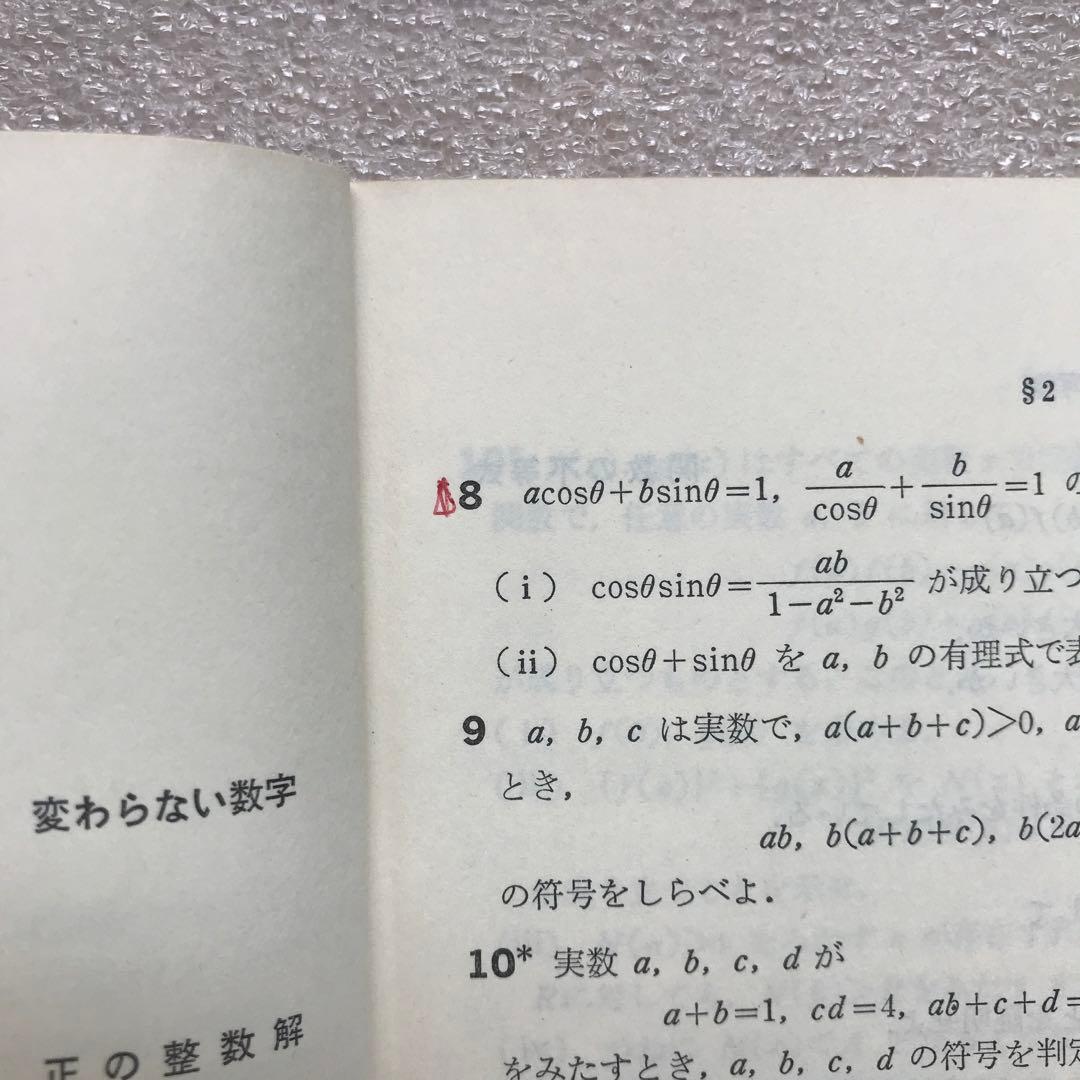 変わらない数字
正の整数解
§2
8 acosθ+bsinθ=1, a/cosθ+b/sinθ=1 の
(i) cosθsinθ=ab/(1−a²−b²) が成り立つ
(ii) cosθ+sinθ を a, b の有理式で表
9 a, b, c は実数で, a(a+b+c)>0, a
とき,
ab, b(a+b+c), b(2a
の符号をしらべよ.
10* 実数 a, b, c, d が
a+b=1, cd=4, ab+c+d=
をみたすとき, a, b, c, d の符号を判定